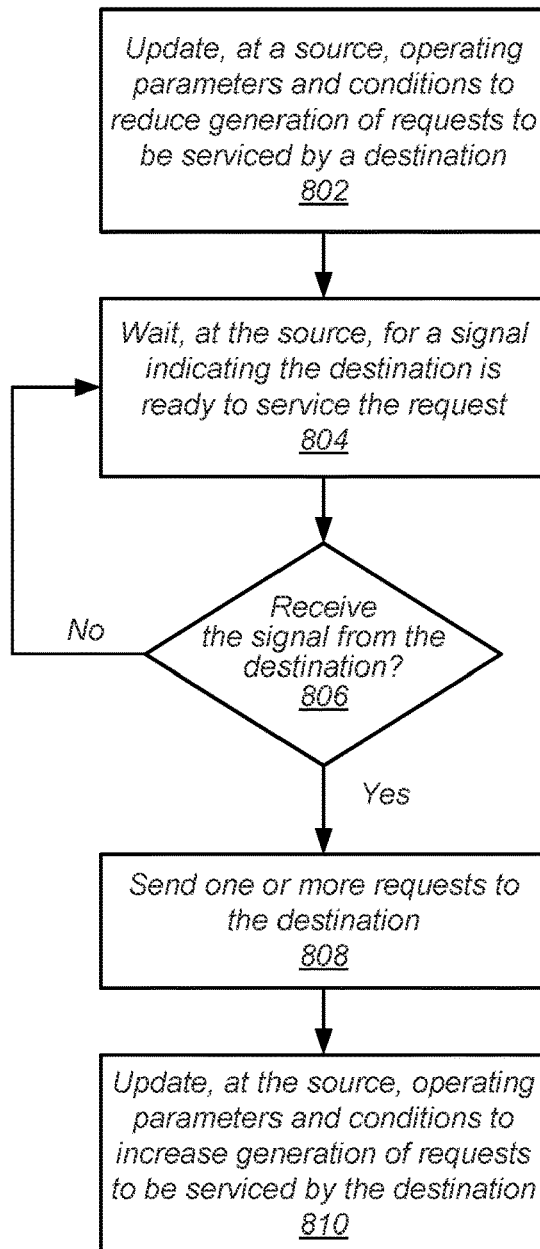 Update, at a source, operating
parameters and conditions to
reduce generation of requests to
be serviced by a destination
802
Wait, at the source, for a signal
indicating the destination is
ready to service the request
804
Receive
the signal from the
destination?
806
No
Yes
Send one or more requests to
the destination
808
Update, at the source, operating
parameters and conditions to
increase generation of requests
to be serviced by the destination
810